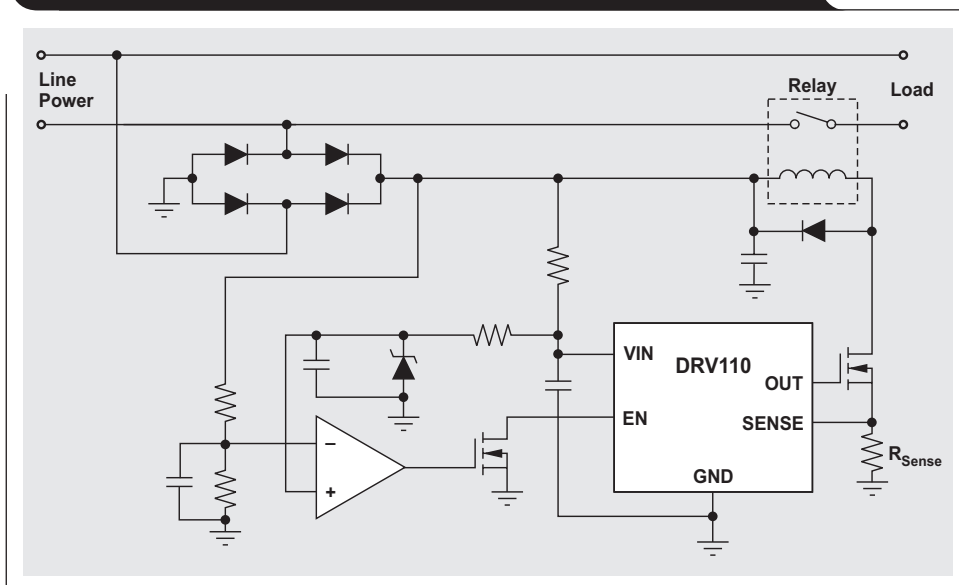 Line
Power
Relay
Load
VIN
DRV110
OUT
EN
SENSE
GND
RSense
−
+